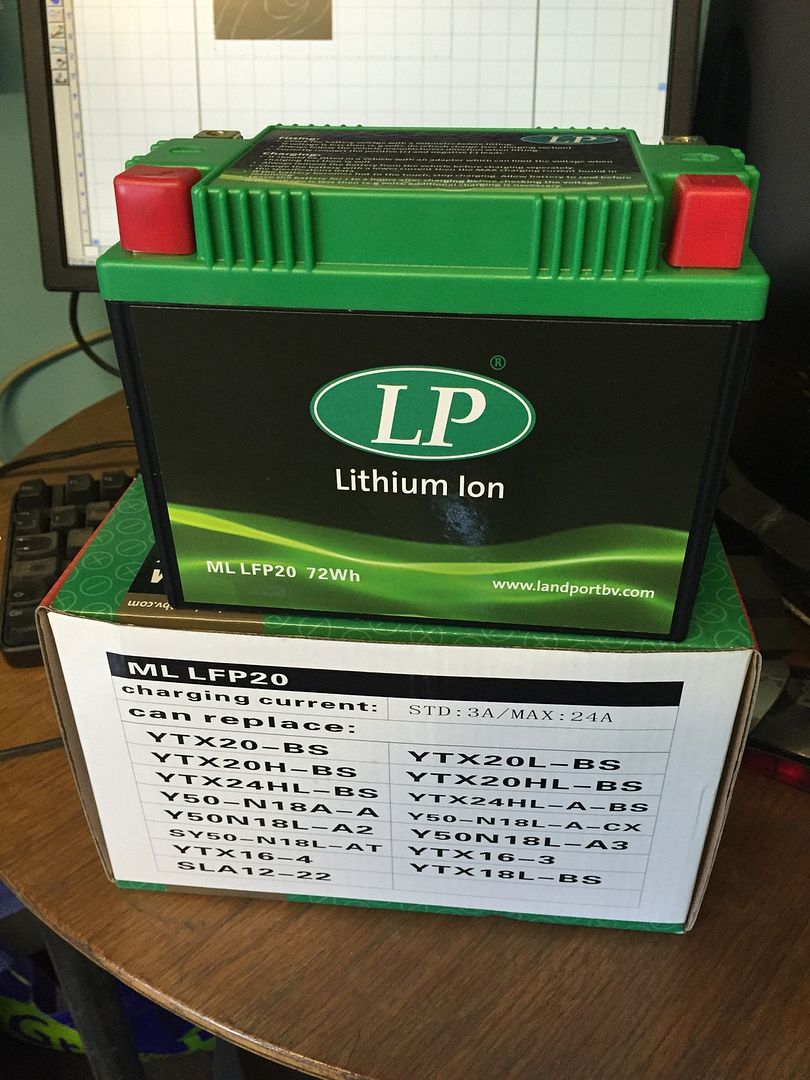 LP
Charging:
LP
®
Lithium Ion
ML LFP20 72Wh
www.landportbv.com
ML LFP20
charging current:
STD:3A/MAX:24A
can replace:
YTX20-BS
YTX20L-BS
YTX20H-BS
YTX20HL-BS
YTX24HL-BS
YTX24HL-A-BS
Y50-N18A-A
Y50-N18L-A-CX
Y50N18L-A2
Y50N18L-A3
SY50-N18L-AT
YTX16-3
YTX16-4
YTX18L-BS
SLA12-22